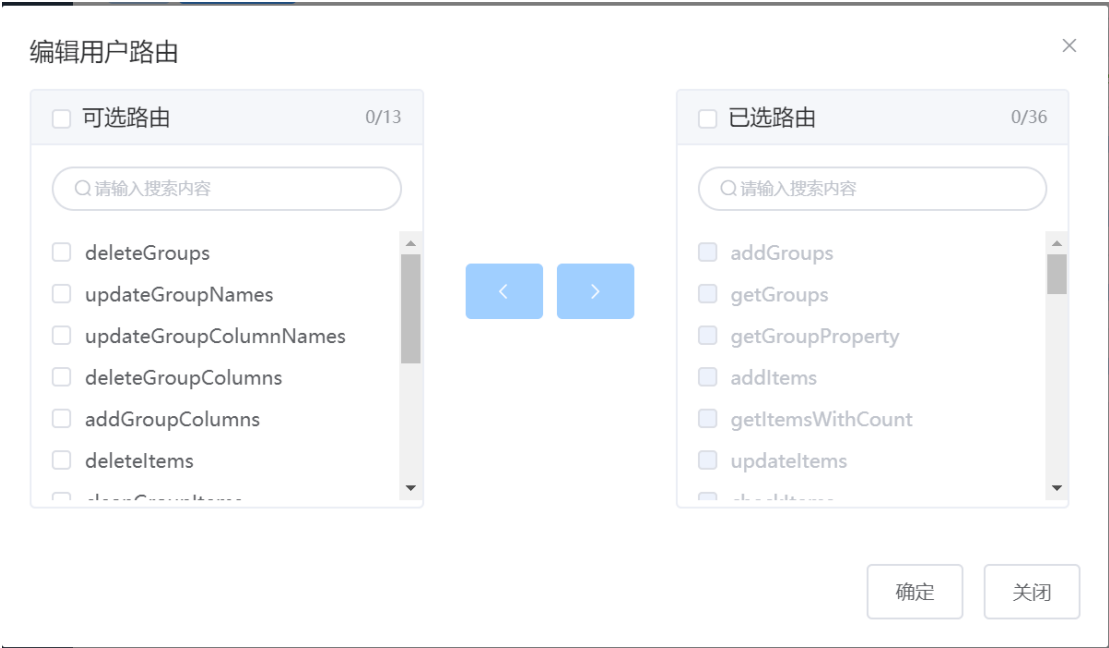 编辑用户路由
可选路由 0/13
请输入搜索内容
deleteGroups
updateGroupNames
updateGroupColumnNames
deleteGroupColumns
addGroupColumns
deleteItems
cleanGroupItems
已选路由 0/36
请输入搜索内容
addGroups
getGroups
getGroupProperty
addItems
getItemsWithCount
updateItems
checkItems
确定
关闭